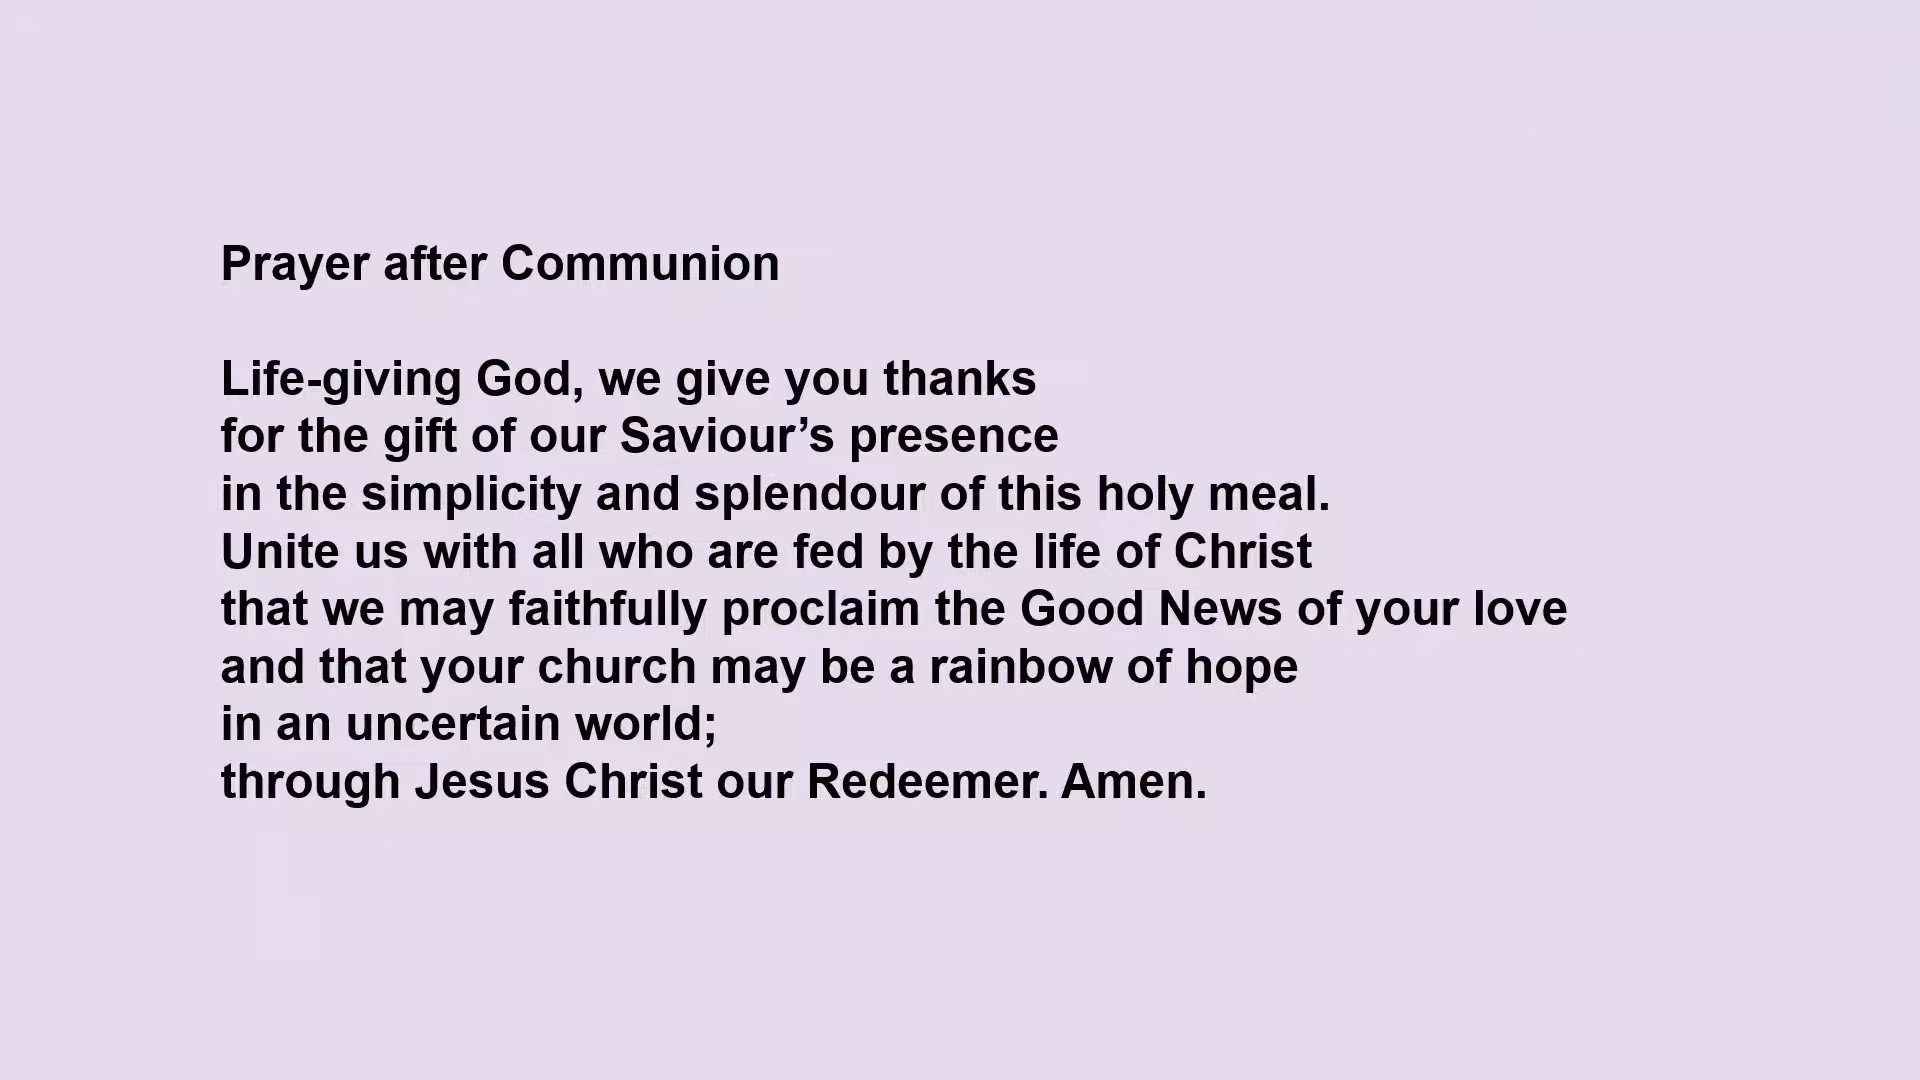 Prayer after Communion
Life-giving God, we give you thanks
for the gift of our Saviour’s presence
in the simplicity and splendour of this holy meal.
Unite us with all who are fed by the life of Christ
that we may faithfully proclaim the Good News of your love
and that your church may be a rainbow of hope
in an uncertain world;
through Jesus Christ our Redeemer. Amen.